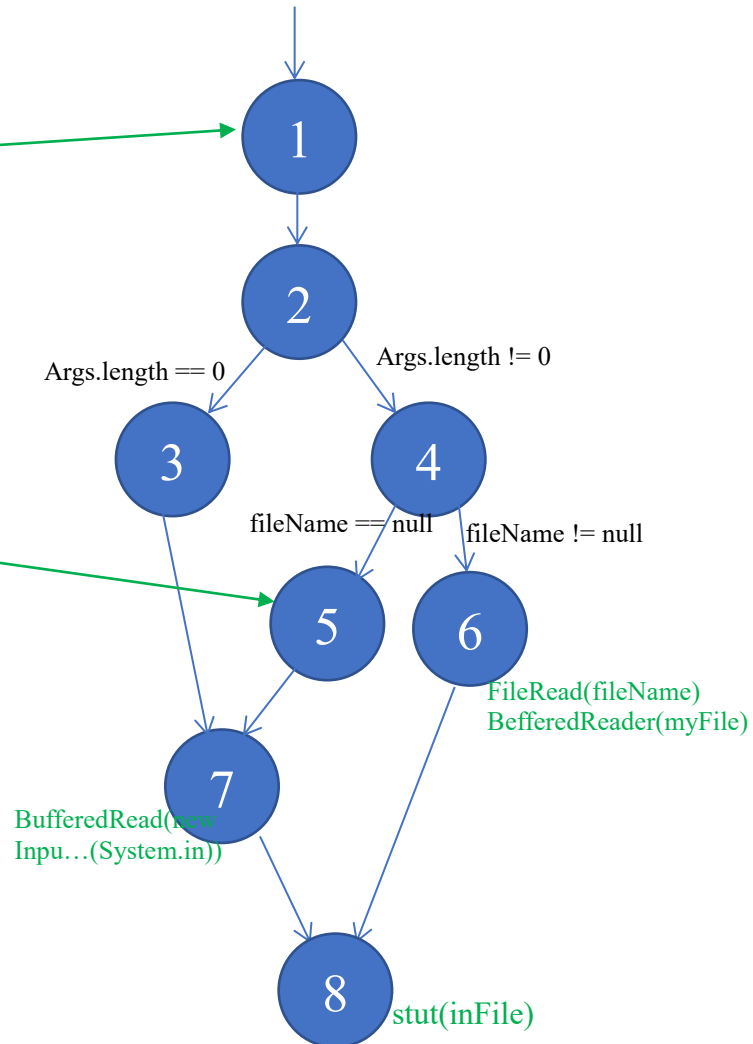 1
2
Args.length == 0
Args.length != 0
3
4
fileName == null
fileName != null
5
6
FileRead(fileName)
BefferedReader(myFile)
7
BufferedRead(new
Inpu…(System.in))
8
stut(inFile)